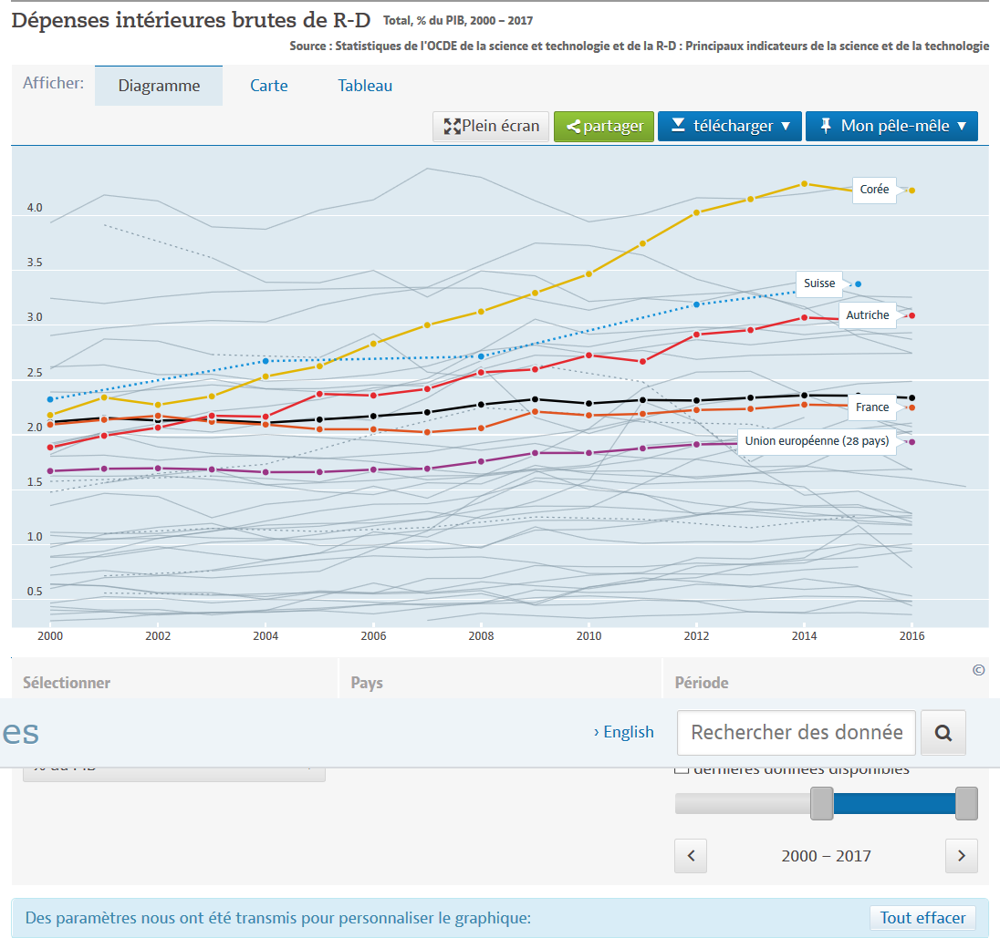 Dépenses intérieures brutes de R-D Total, % du PIB, 2000 – 2017
Source : Statistiques de l'OCDE de la science et technologie et de la R-D : Principaux indicateurs de la science et de la technologie
Afficher: Diagramme Carte Tableau
Plein écran partager télécharger ▼ Mon pêle-mêle ▼
Corée
4.0
3.5
Suisse
3.0
Autriche
2.5
France
2.0
Union européenne (28 pays)
1.5
1.0
0.5
2000 2002 2004 2006 2008 2010 2012 2014 2016
©
Sélectionner Pays Période
es › English Rechercher des donnée
% du PIB dernières données disponibles
2000 – 2017
Des paramètres nous ont été transmis pour personnaliser le graphique: Tout effacer